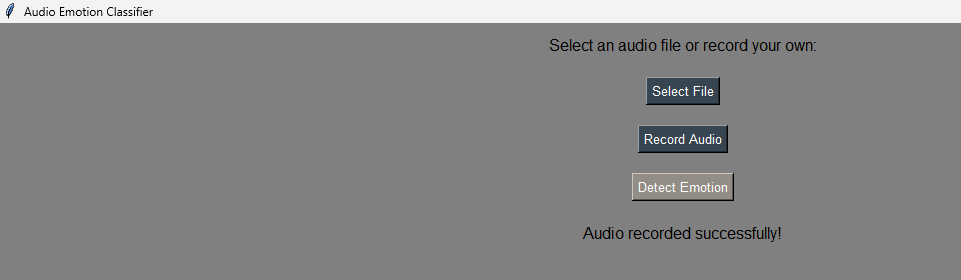 Audio Emotion Classifier
Select an audio file or record your own:
Select File
Record Audio
Detect Emotion
Audio recorded successfully!